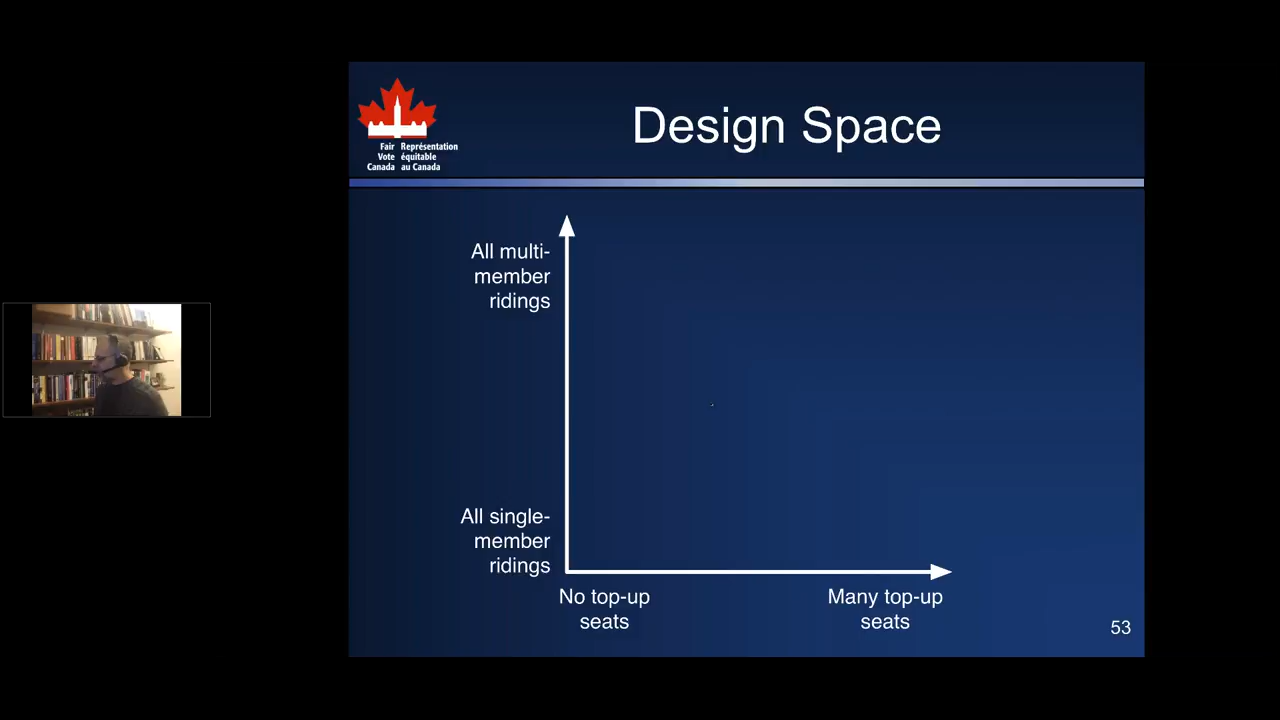 Design Space
Fair Représentation
Vote équitable
Canada au Canada
All multi-
member
ridings
All single-
member
ridings
No top-up
seats
Many top-up
seats
53